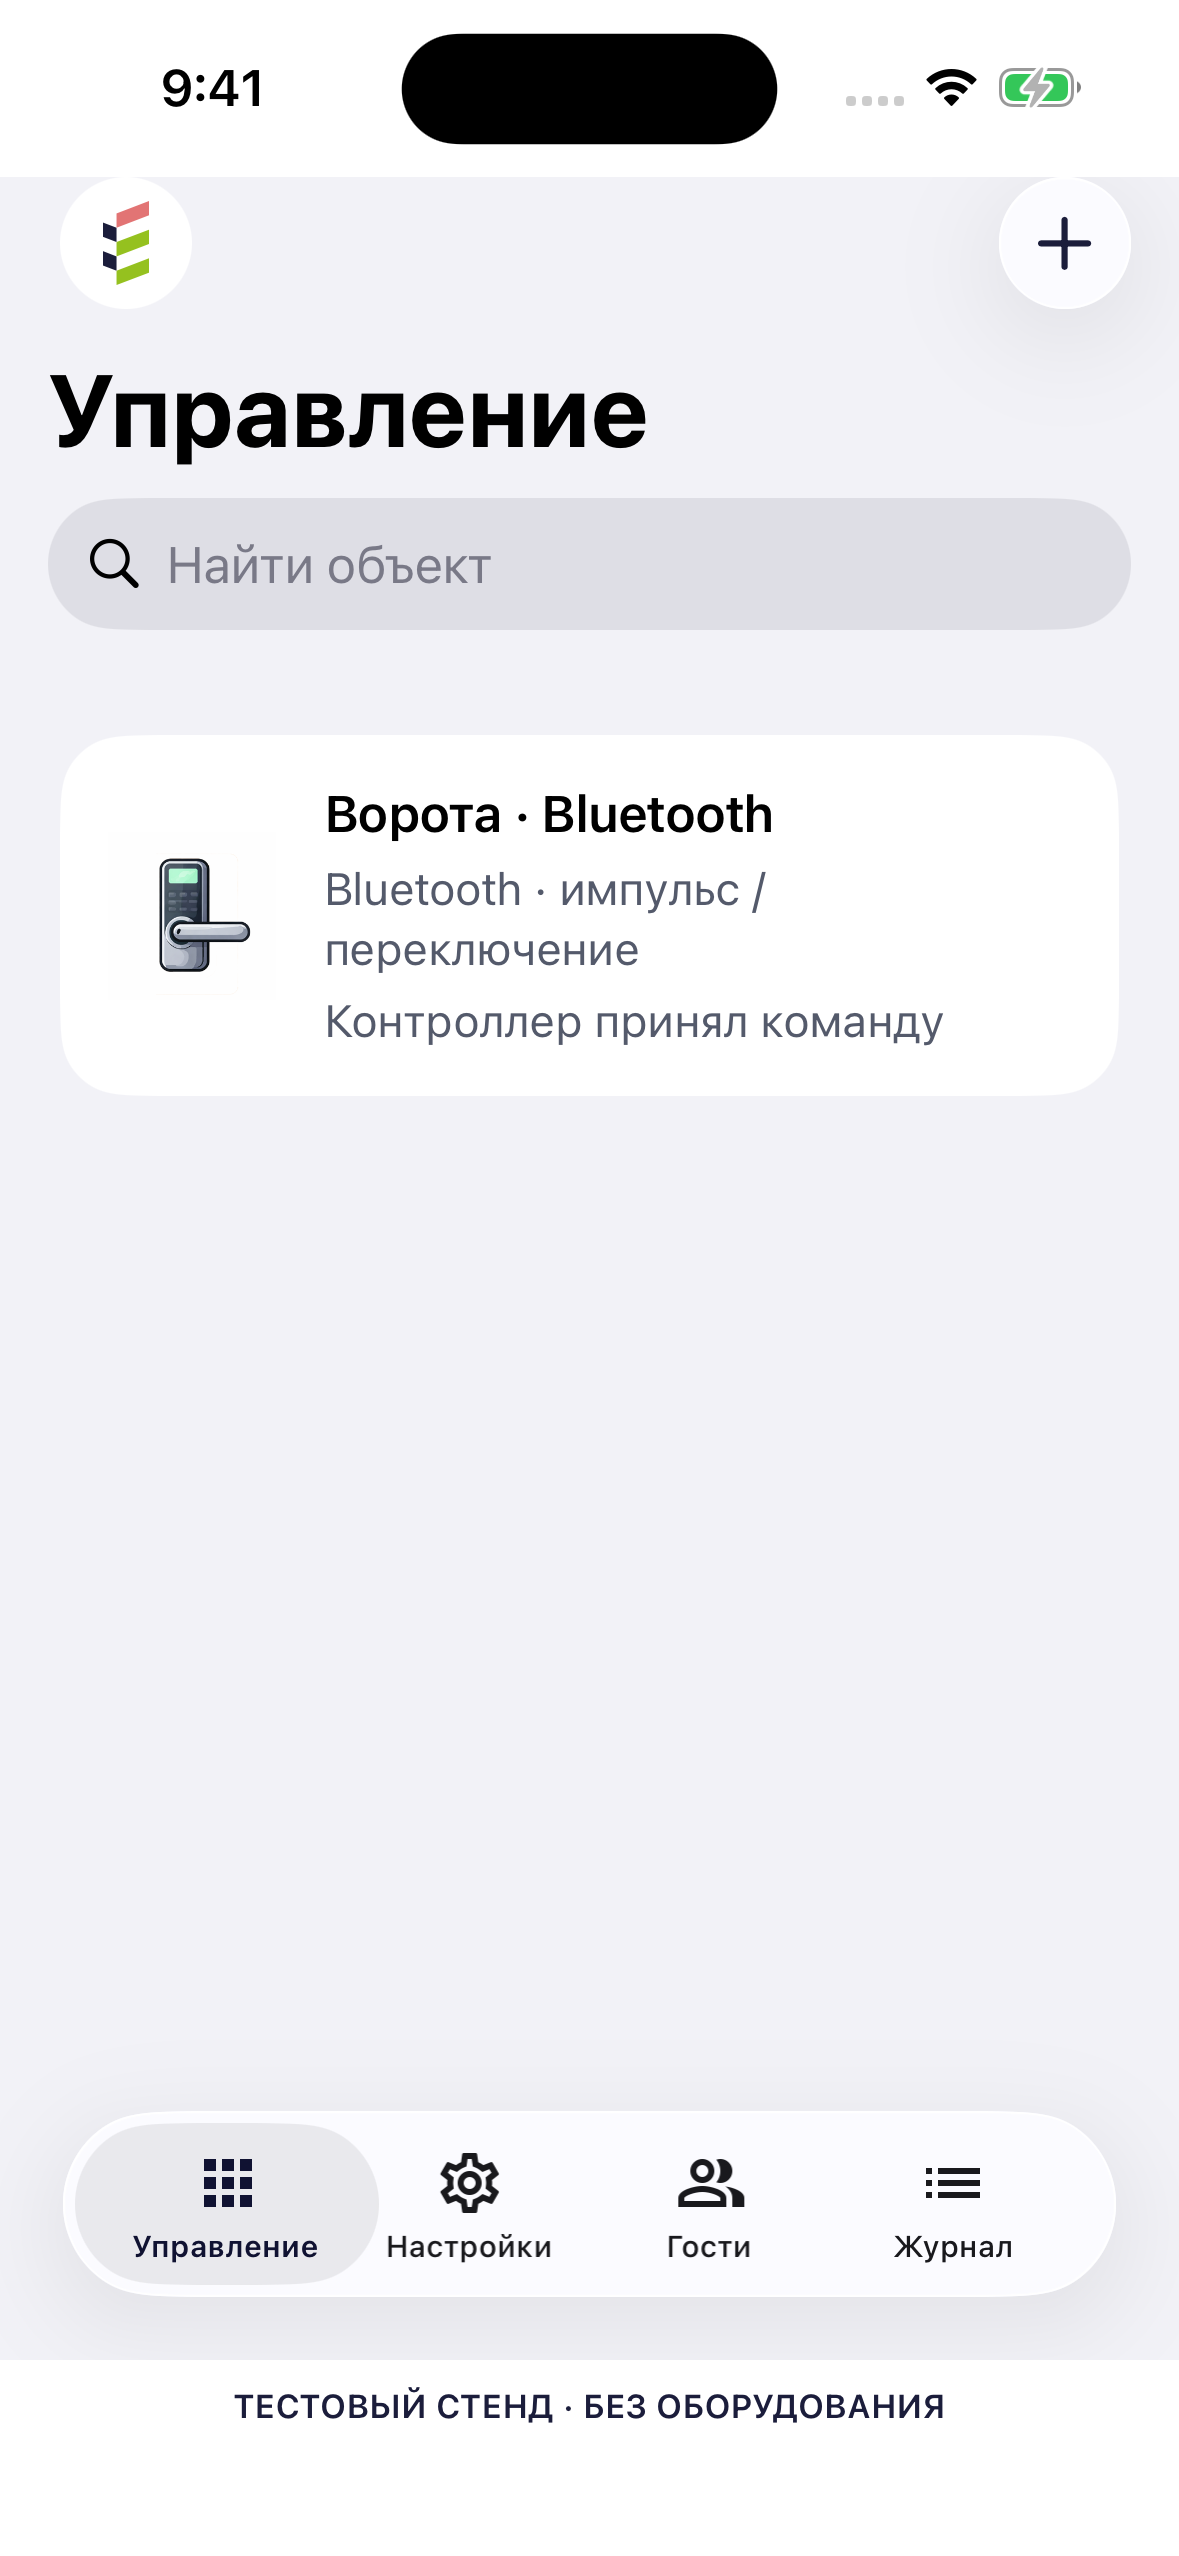 9:41
Управление
Найти объект
Ворота · Bluetooth
Bluetooth · импульс /
переключение
Контроллер принял команду
Управление
Настройки
Гости
Журнал
ТЕСТОВЫЙ СТЕНД · БЕЗ ОБОРУДОВАНИЯ